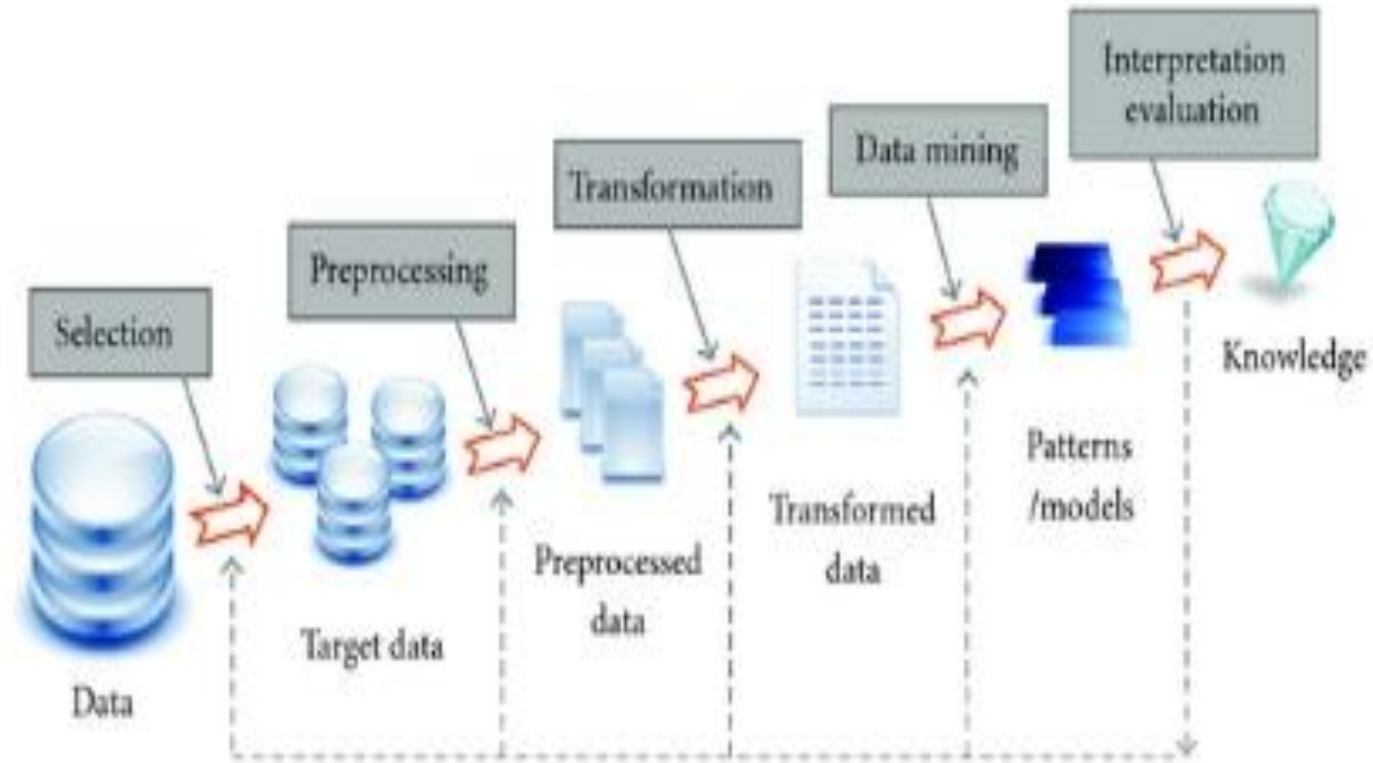 Interpretation
evaluation
Data mining
Transformation
Preprocessing
Selection
Knowledge
Patterns
/models
Transformed
data
Preprocessed
data
Target data
Data